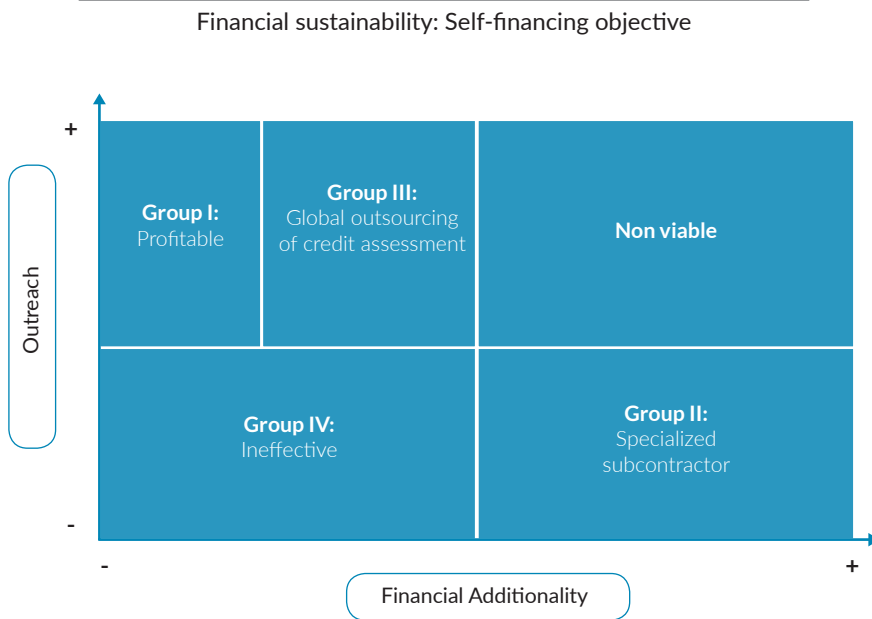 Financial sustainability: Self-financing objective
+
Group I:
Profitable
Group III:
Global outsourcing
of credit assessment
Non viable
Outreach
Group IV:
Ineffective
Group II:
Specialized
subcontractor
-
-
+
Financial Additionality